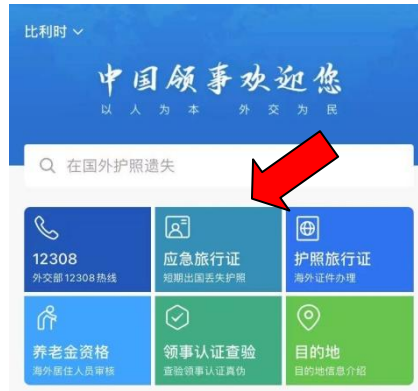 比利时
中国领事欢迎您
以人为本 外交为民
在国外护照遗失
12308
外交部12308热线
应急旅行证
短期出国丢失护照
护照旅行证
海外证件办理
养老金资格
海外居住人员审核
领事认证查验
查验领事认证真伪
目的地
目的地信息介绍